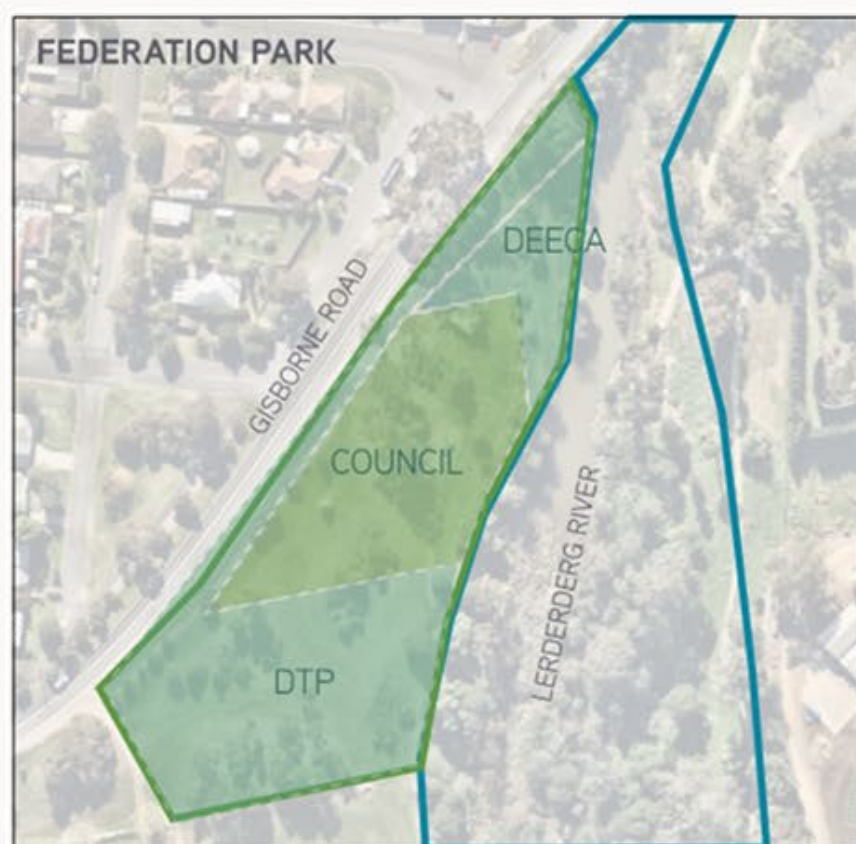 FEDERATION PARK
DEECA
GISBORNE ROAD
COUNCIL
LERDERDERG RIVER
DTP